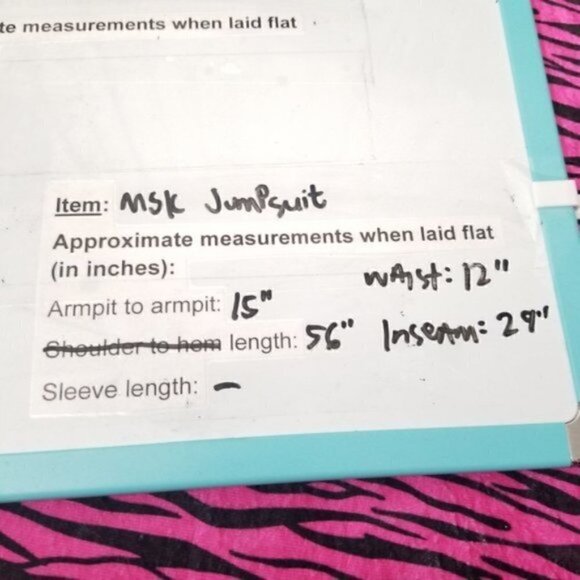 te measurements when laid flat
Item: MSK Jumpsuit
Approximate measurements when laid flat
(in inches):
Waist: 12"
Armpit to armpit: 15"
Shoulder to hem length: 56" Inseam: 29"
Sleeve length: –